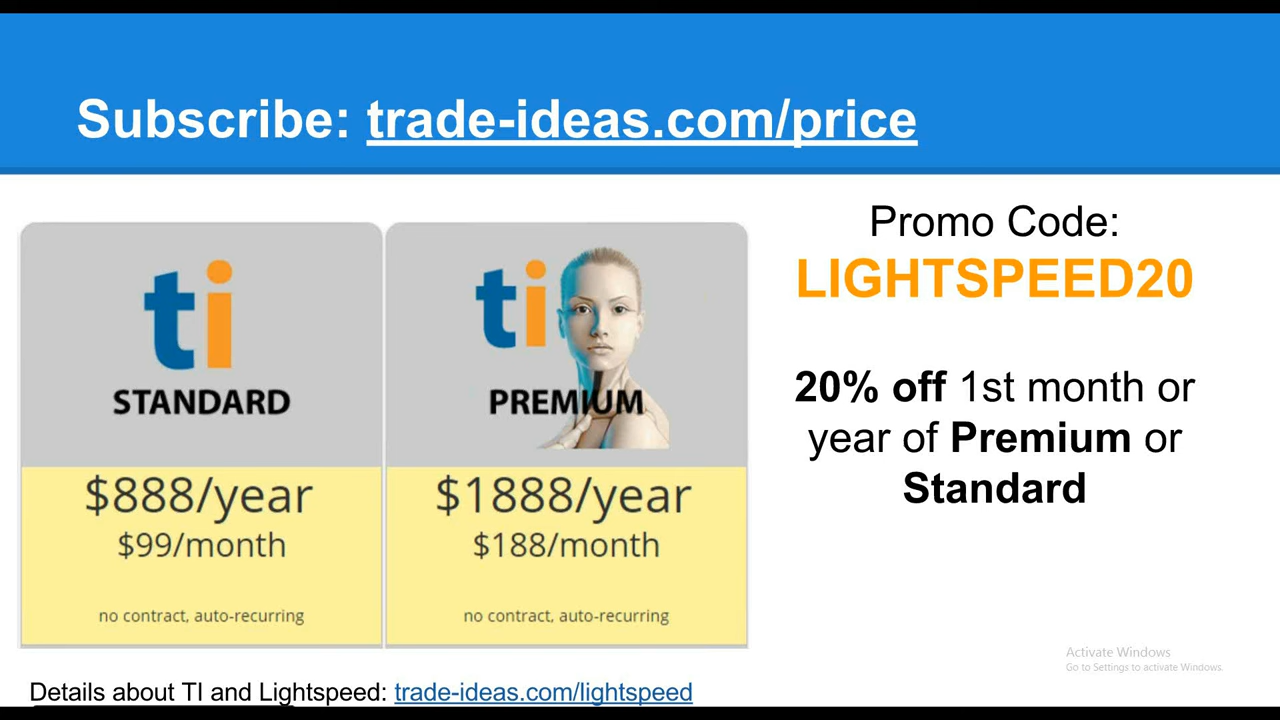 Subscribe: trade-ideas.com/price
ti
STANDARD
$888/year
$99/month
no contract, auto-recurring
ti
PREMIUM
$1888/year
$188/month
no contract, auto-recurring
Promo Code:
LIGHTSPEED20
20% off 1st month or
year of Premium or
Standard
Activate Windows
Go to Settings to activate Windows.
Details about TI and Lightspeed: trade-ideas.com/lightspeed